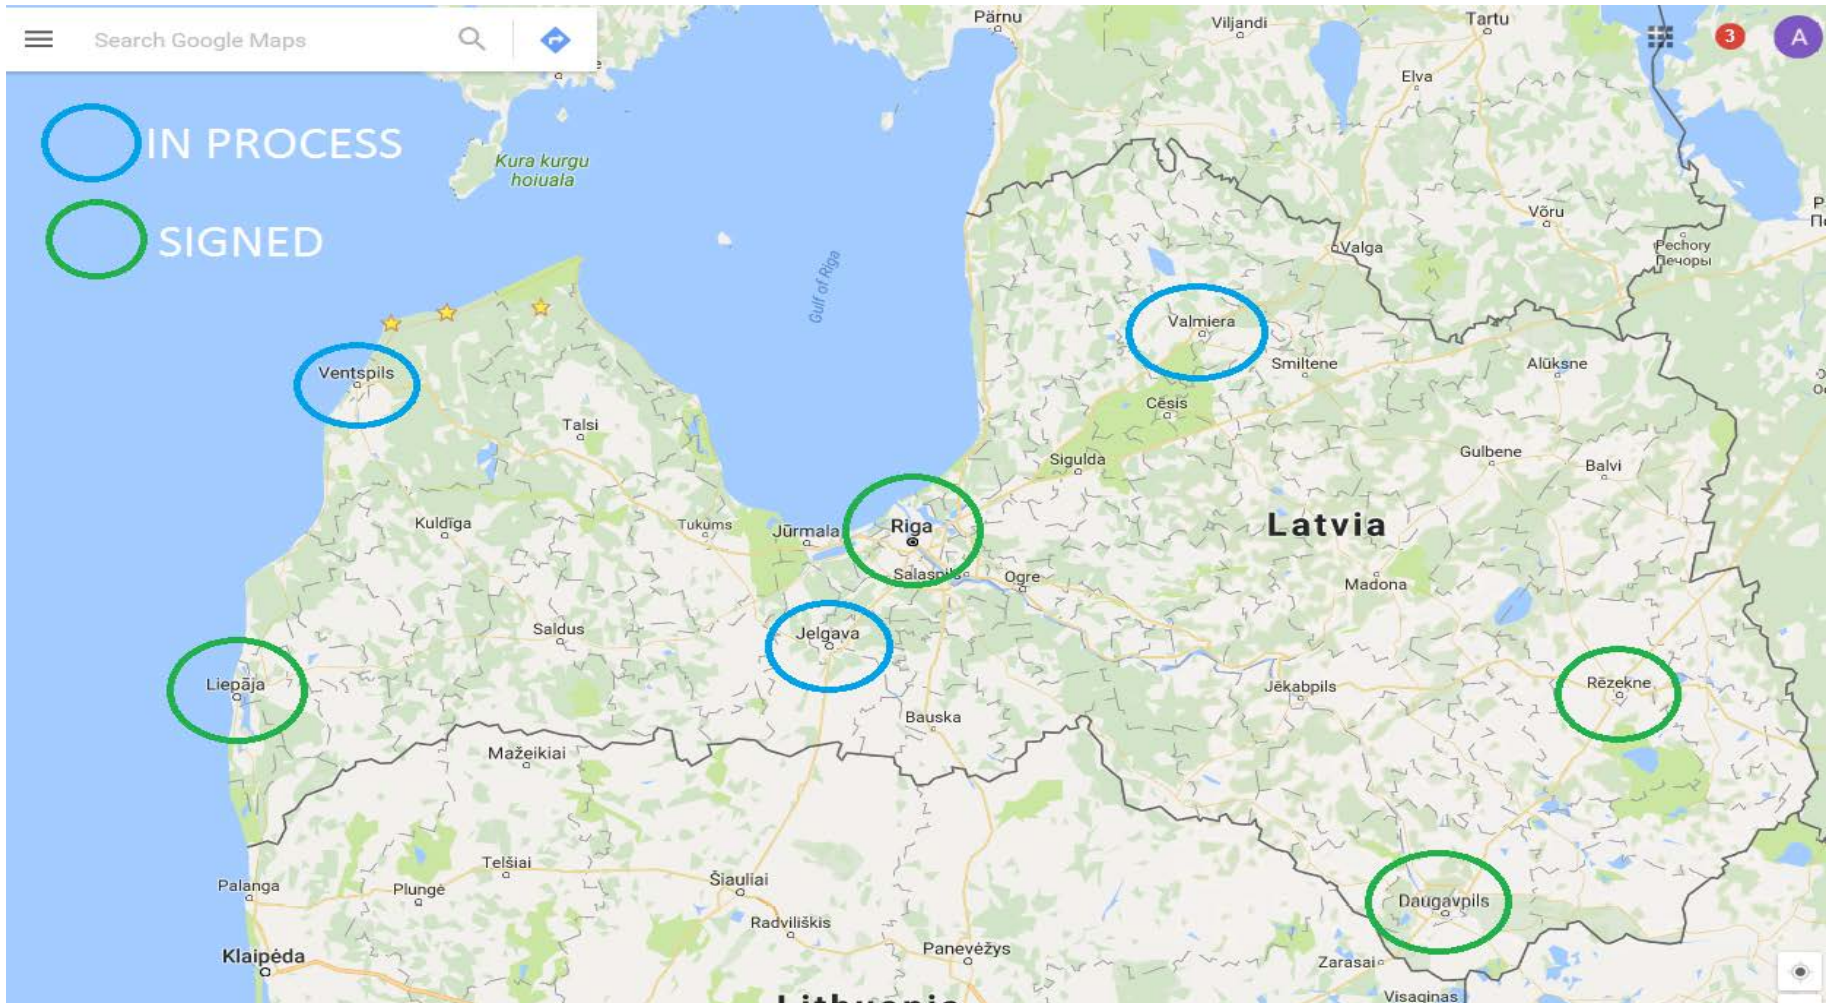 Search Google Maps
3
A
IN PROCESS
SIGNED
Pärnu
Viljandi
Tartu
Elva
Kura kurgu
hoiuala
Võru
Valga
Pechory
Печоры
Gulf of Riga
Valmiera
Smiltene
Alūksne
Ventspils
Cēsis
Talsi
Sigulda
Gulbene
Balvi
Kuldīga
Tukums
Jūrmala
Riga
Latvia
Salaspils
Ogre
Madona
Saldus
Jelgava
Liepāja
Jēkabpils
Rēzekne
Bauska
Mažeikiai
Telšiai
Palanga
Plungė
Šiauliai
Daugavpils
Radviliškis
Panevėžys
Klaipėda
Zarasai
Visaginas
Lithuania